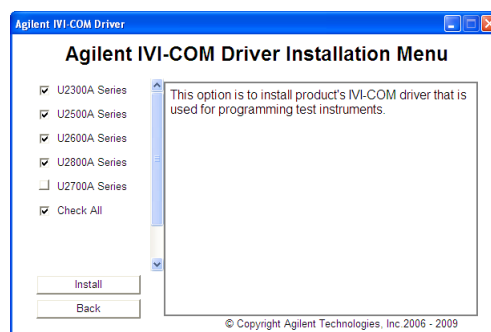 Agilent IVI-COM Driver
Agilent IVI-COM Driver Installation Menu
U2300A Series
U2500A Series
U2600A Series
U2800A Series
U2700A Series
Check All
Install
Back
This option is to install product's IVI-COM driver that is
used for programming test instruments.
© Copyright Agilent Technologies, Inc.2006 - 2009